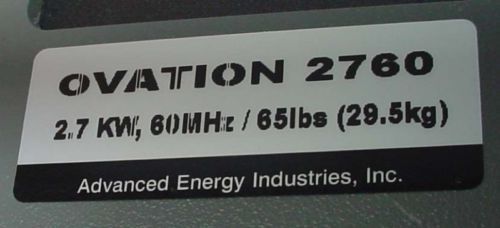 OVATION 2760
2.7 KW, 60MHz / 65lbs (29.5kg)
Advanced Energy Industries, Inc.